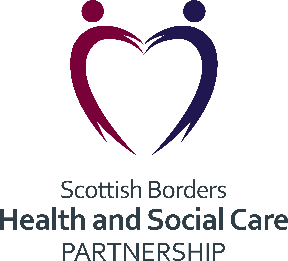 Scottish Borders
Health and Social Care
PARTNERSHIP